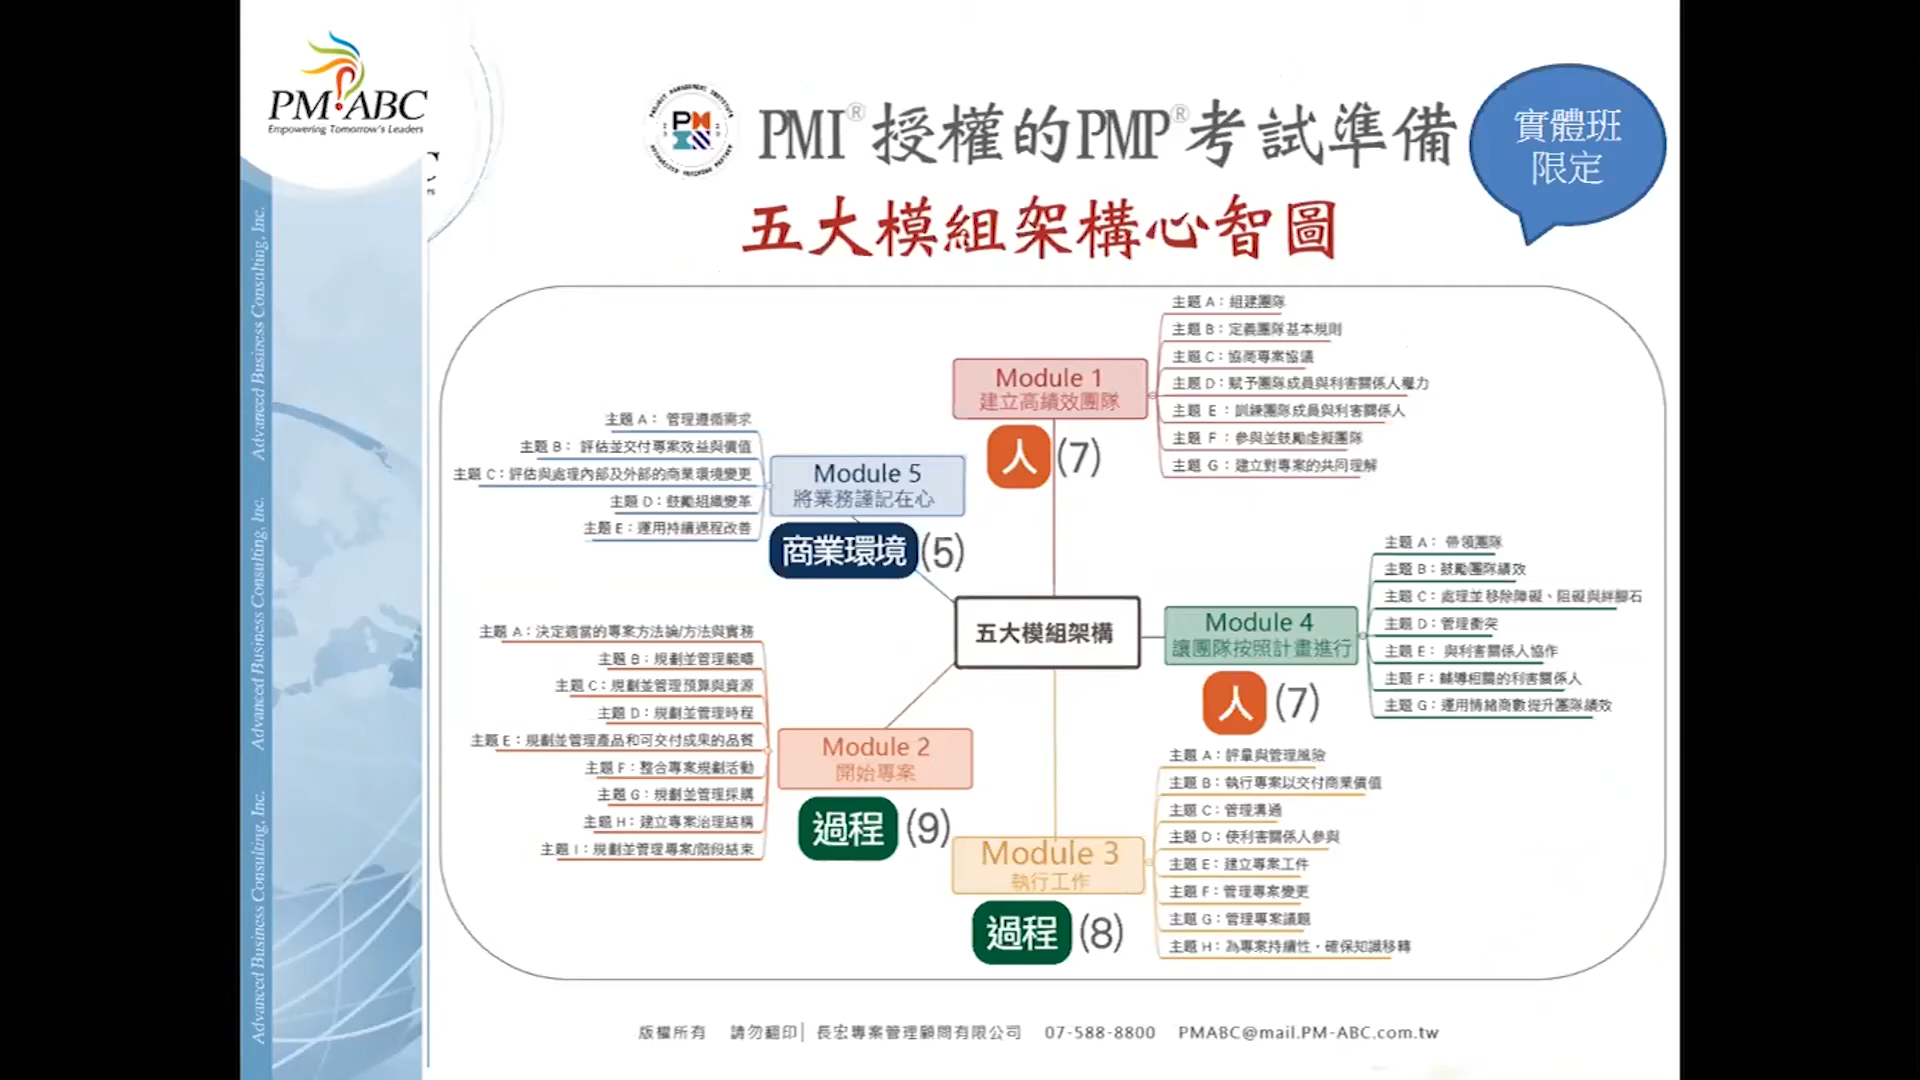 PM ABC
Empowering Tomorrow's Leaders
Advanced Business Consulting, Inc.
Advanced Business Consulting, Inc.
Advanced Business Consulting, Inc.
PMI® 授權的PMP®考試準備
五大模組架構心智圖
實體班
限定
Module 1
建立高績效團隊
人 (7)
主題 A：組建團隊
主題 B：定義團隊基本規則
主題 C：協商專案協議
主題 D：賦予團隊成員與利害關係人權力
主題 E：訓練團隊成員與利害關係人
主題 F：參與並鼓勵虛擬團隊
主題 G：建立對專案的共同理解
Module 5
將業務謹記在心
商業環境 (5)
主題 A： 管理遵循需求
主題 B： 評估並交付專案效益與價值
主題 C：評估與處理內部及外部的商業環境變更
主題 D：鼓勵組織變革
主題 E：運用持續過程改善
五大模組架構
Module 4
讓團隊按照計畫進行
人 (7)
主題 A： 帶領團隊
主題 B：鼓勵團隊績效
主題 C：處理並移除障礙、阻礙與絆腳石
主題 D：管理衝突
主題 E： 與利害關係人協作
主題 F：輔導相關的利害關係人
主題 G：運用情緒商數提升團隊績效
Module 2
開始專案
過程 (9)
主題 A：決定適當的專案方法論/方法與實務
主題 B：規劃並管理範疇
主題 C：規劃並管理預算與資源
主題 D：規劃並管理時程
主題 E：規劃並管理產品和可交付成果的品質
主題 F：整合專案規劃活動
主題 G：規劃並管理採購
主題 H：建立專案治理結構
主題 I：規劃並管理專案/階段結束
Module 3
執行工作
過程 (8)
主題 A：評量與管理風險
主題 B：執行專案以交付商業價值
主題 C：管理溝通
主題 D：使利害關係人參與
主題 E：建立專案工件
主題 F：管理專案變更
主題 G：管理專案議題
主題 H：為專案持續性，確保知識移轉
版權所有 請勿翻印│ 長宏專案管理顧問有限公司 07-588-8800 PMABC@mail.PM-ABC.com.tw